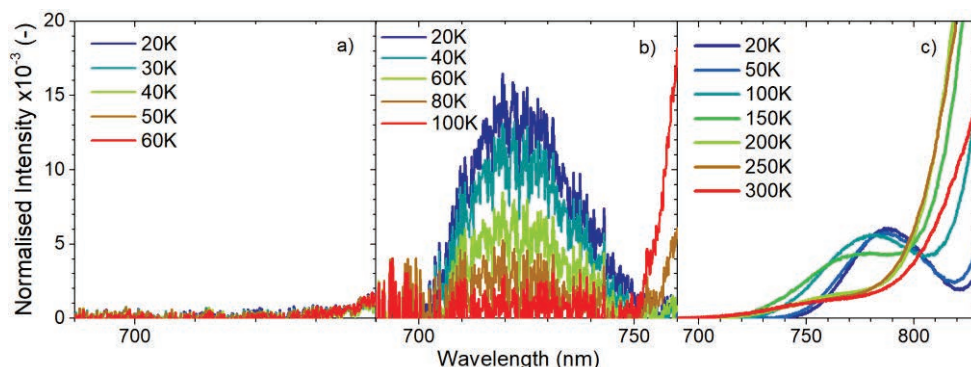 Normalised Intensity x10⁻³ (-)
20
15
10
5
0
a)
20K
30K
40K
50K
60K
700
b)
20K
40K
60K
80K
100K
700
750
c)
20K
50K
100K
150K
200K
250K
300K
700
750
800
Wavelength (nm)